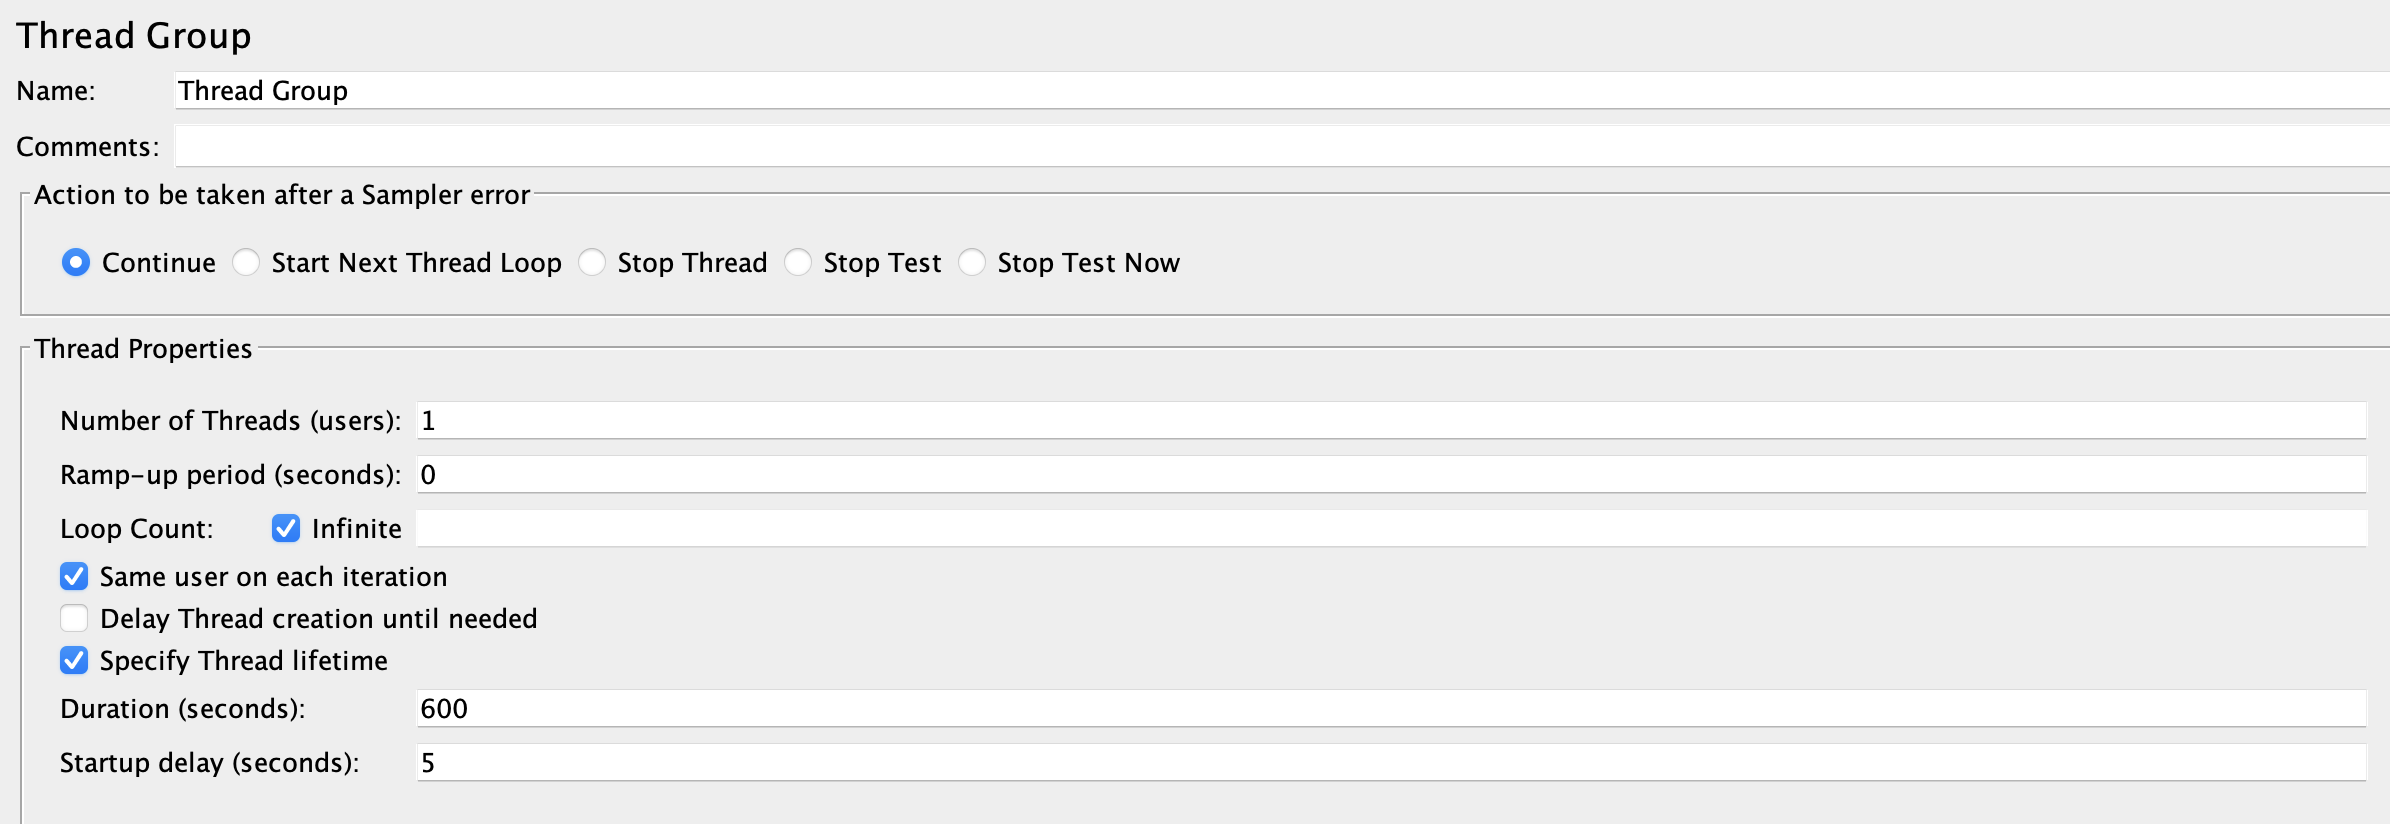 Thread Group
Name: Thread Group
Comments:
Action to be taken after a Sampler error
Continue Start Next Thread Loop Stop Thread Stop Test Stop Test Now
Thread Properties
Number of Threads (users): 1
Ramp-up period (seconds): 0
Loop Count: Infinite
Same user on each iteration
Delay Thread creation until needed
Specify Thread lifetime
Duration (seconds): 600
Startup delay (seconds): 5